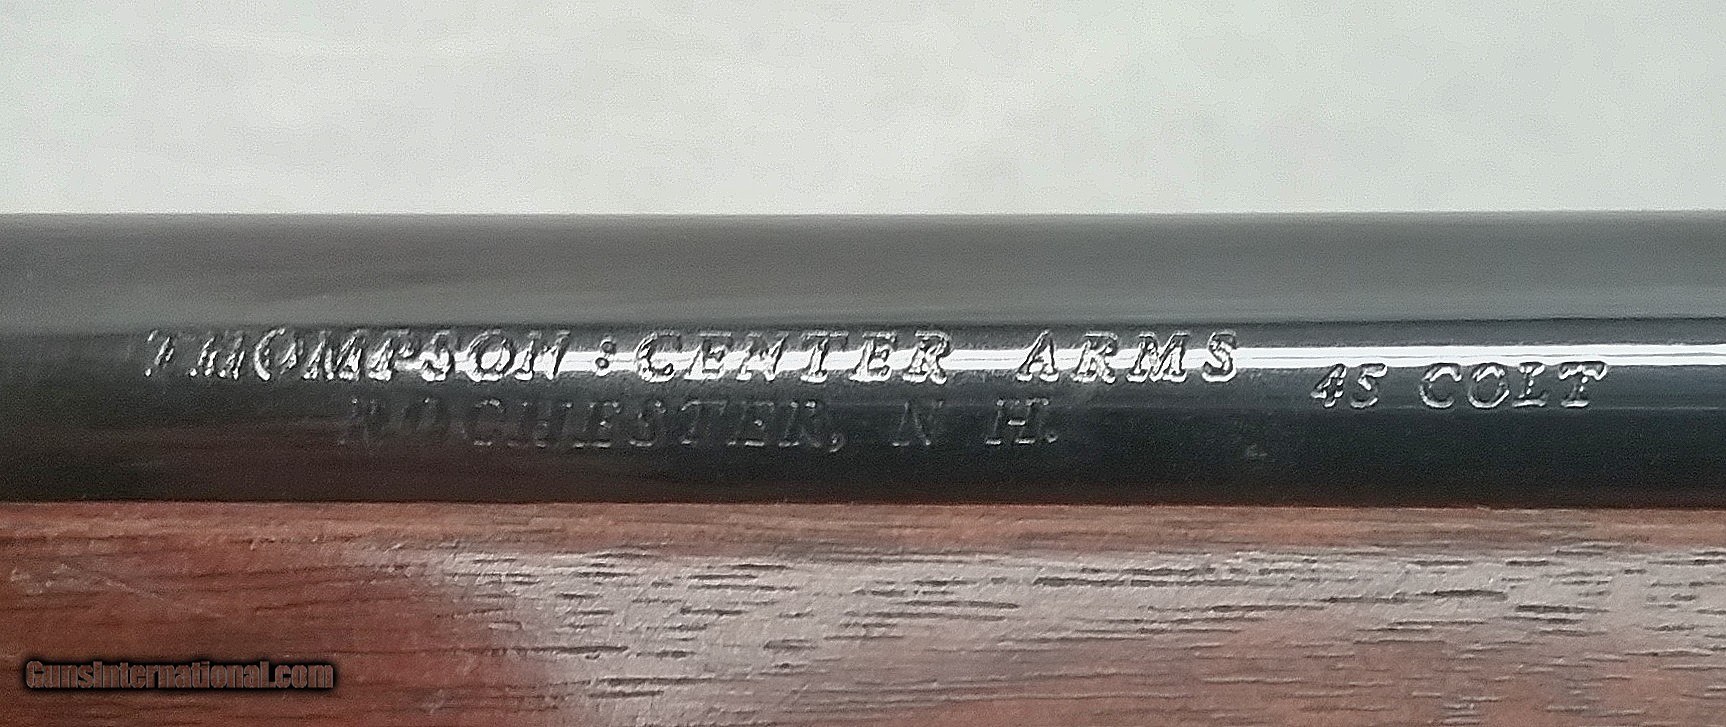 THOMPSON:CENTER ARMS 45 COLT
ROCHESTER, N H.
GunsInternational.com